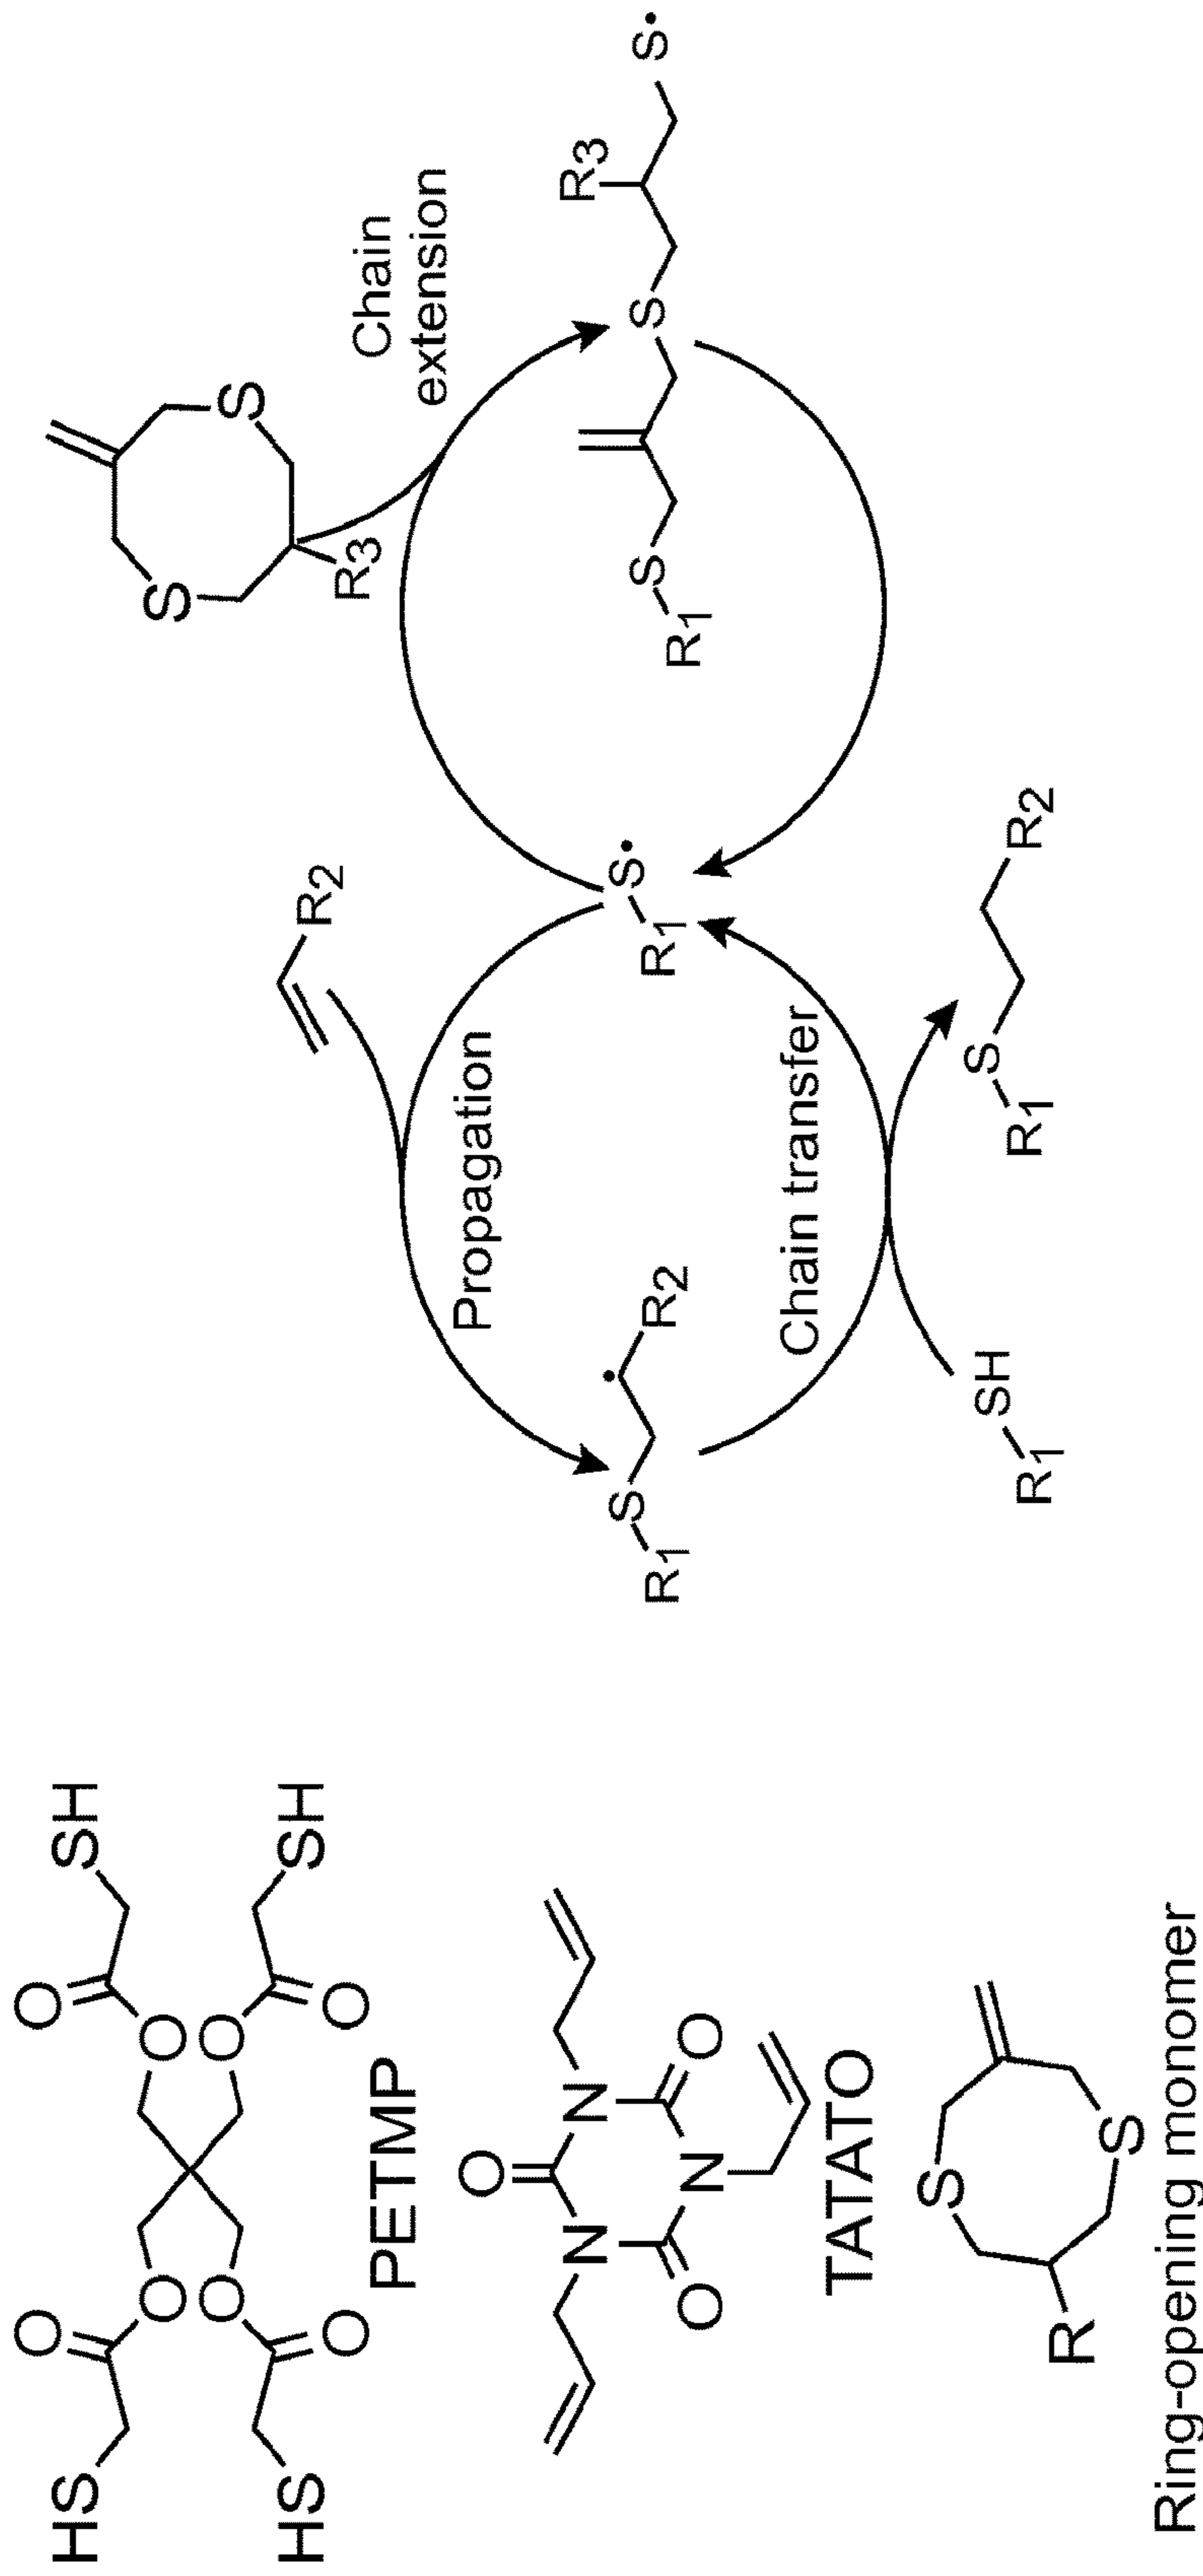 O
O
HS
O
O
SH
HS
O
O
SH
O
O
PETMP
O
N
N
O
N
O
TATATO
S
R
S
Ring-opening monomer
R2
Propagation
S
R1
R2
R1
S
Chain transfer
R1
SH
S
R1
R2
S
S
R3
Chain
extension
S
R1
S
R3
S